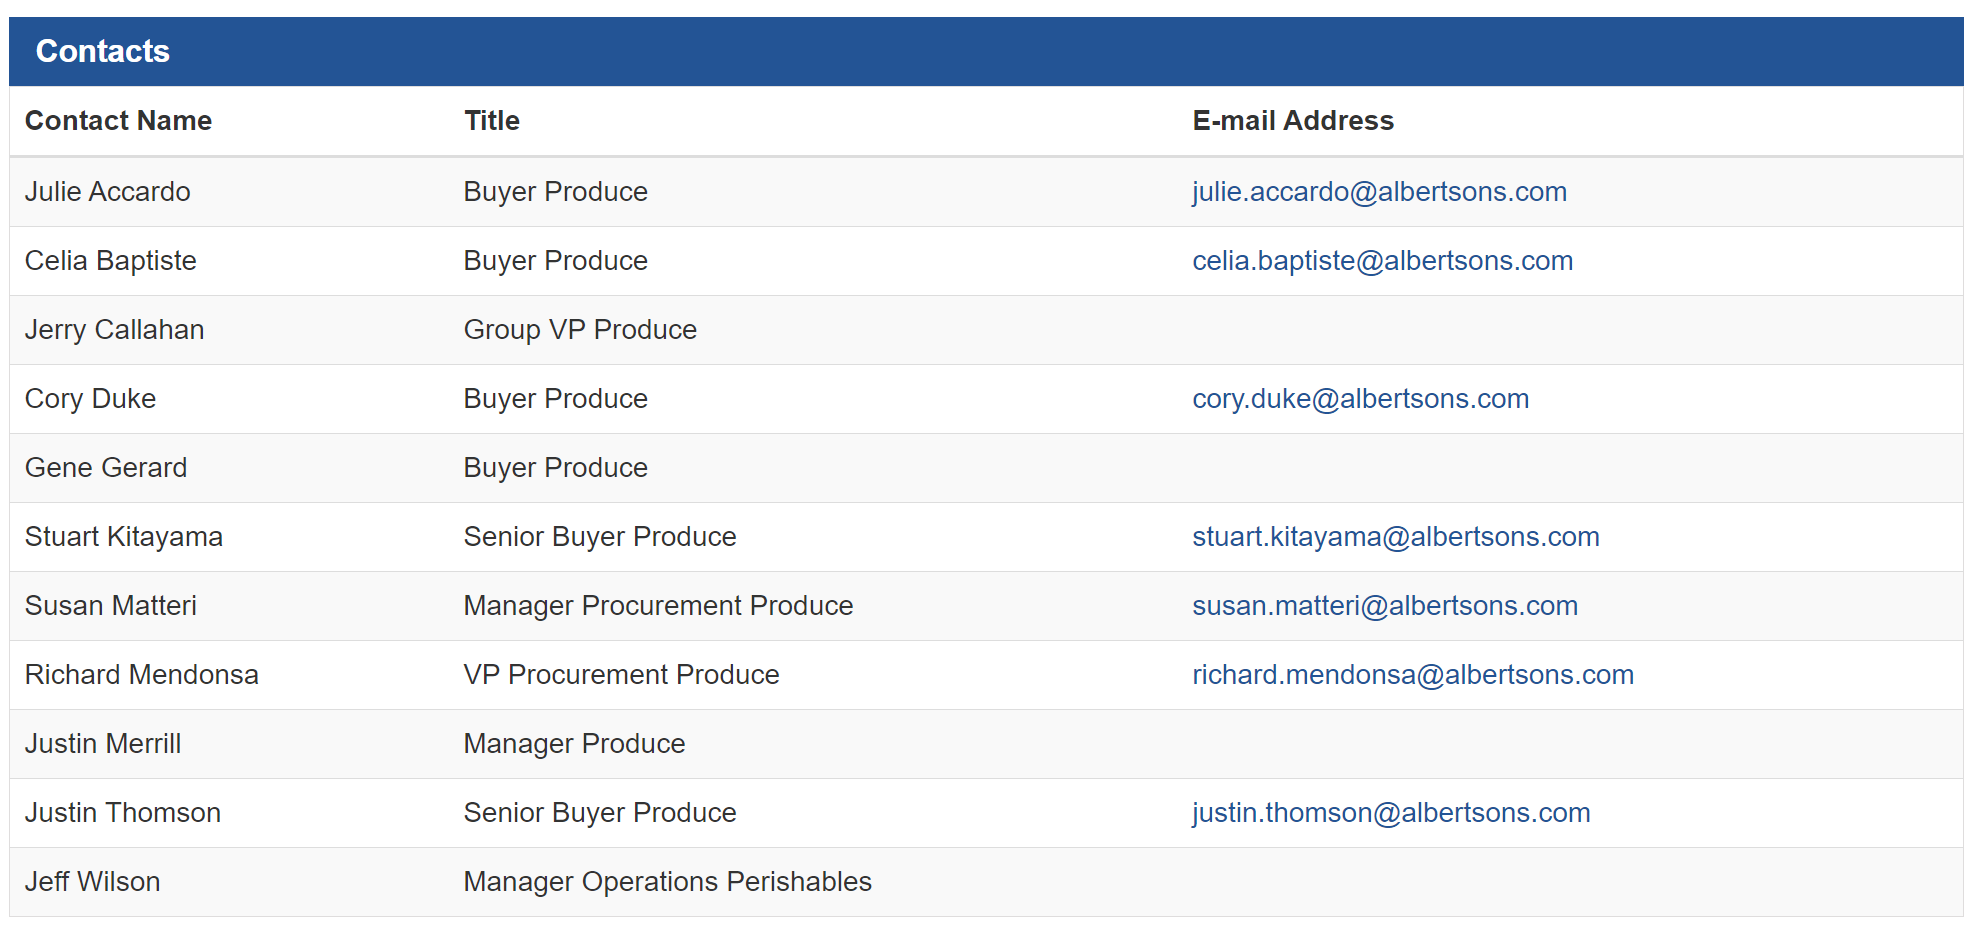 Contacts
Contact Name Title E-mail Address
Julie Accardo Buyer Produce julie.accardo@albertsons.com
Celia Baptiste Buyer Produce celia.baptiste@albertsons.com
Jerry Callahan Group VP Produce
Cory Duke Buyer Produce cory.duke@albertsons.com
Gene Gerard Buyer Produce
Stuart Kitayama Senior Buyer Produce stuart.kitayama@albertsons.com
Susan Matteri Manager Procurement Produce susan.matteri@albertsons.com
Richard Mendonsa VP Procurement Produce richard.mendonsa@albertsons.com
Justin Merrill Manager Produce
Justin Thomson Senior Buyer Produce justin.thomson@albertsons.com
Jeff Wilson Manager Operations Perishables